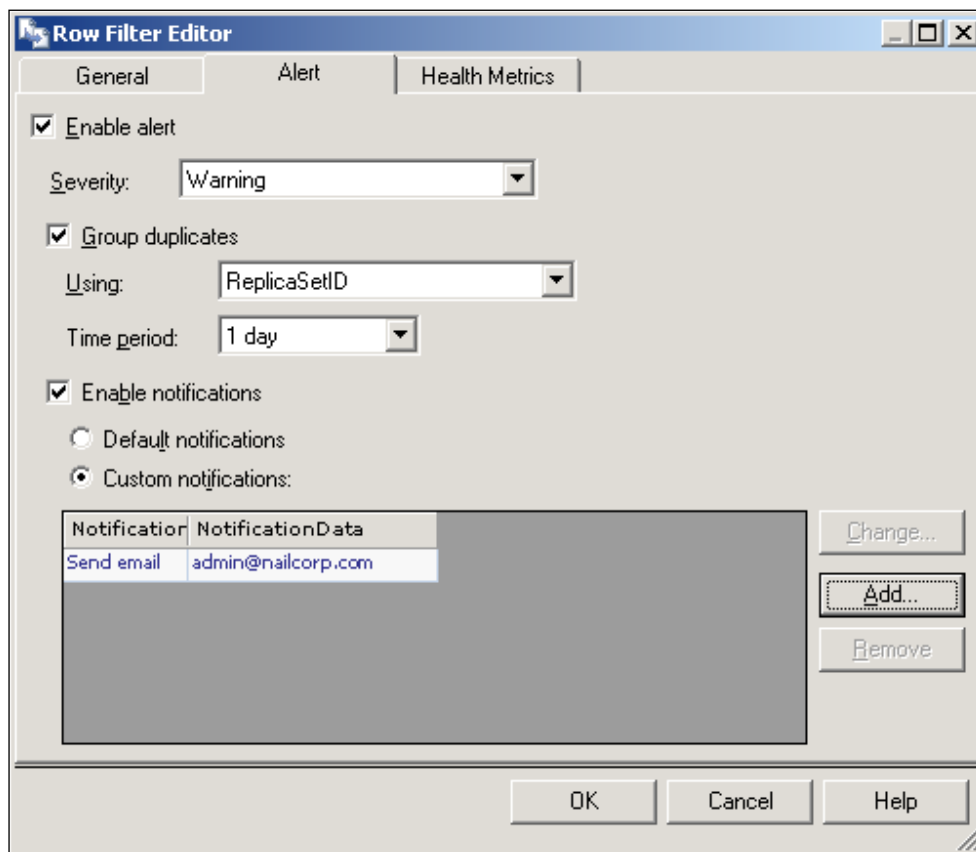 Row Filter Editor
General Alert Health Metrics
Enable alert
Severity: Warning
Group duplicates
Using: ReplicaSetID
Time period: 1 day
Enable notifications
Default notifications
Custom notifications:
Notification NotificationData
Send email admin@nailcorp.com
Change...
Add...
Remove
OK Cancel Help